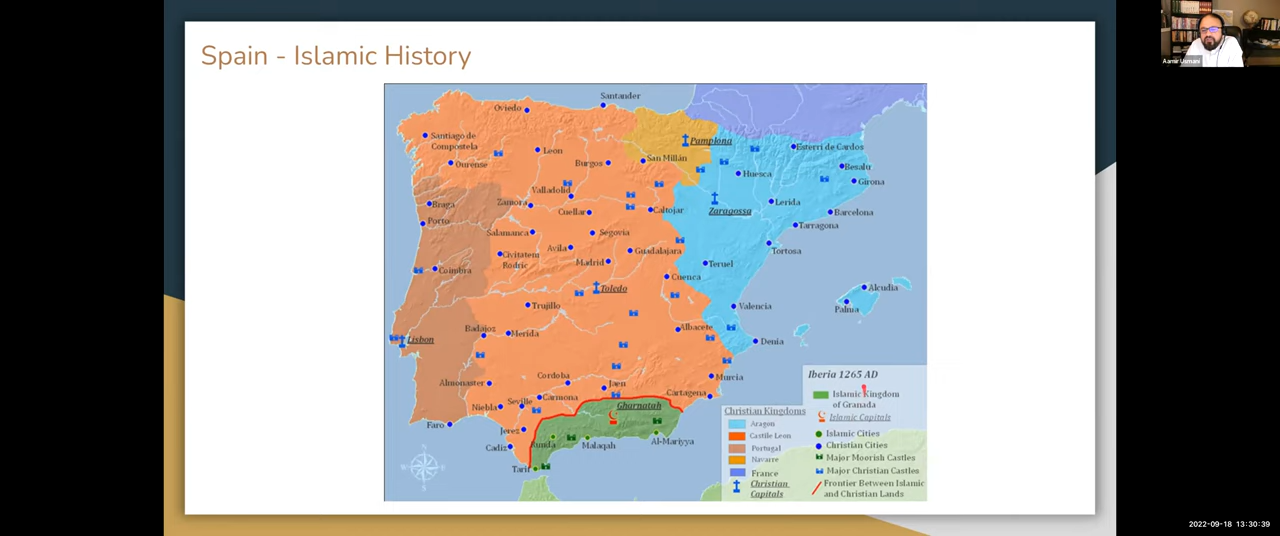 Spain - Islamic History
Aamir Usmani
Santander
Oviedo
Santiago de
Compostela
Leon
Pamplona
Esterri de Cardos
Ourense
Burgos
San Millán
Besalu
Huesca
Girona
Valladolid
Braga
Zamora
Cuellar
Caltojar
Zaragossa
Lerida
Barcelona
Porto
Tarragona
Salamanca
Segovia
Avila
Guadalajara
Tortosa
Civitatem
Rodric
Madrid
Teruel
Coimbra
Cuenca
Toledo
Alcudia
Trujillo
Valencia
Palma
Badajoz
Merida
Albacete
Lisbon
Denia
Iberia 1265 AD
Almonaster
Cordoba
Jaen
Murcia
Islamic Kingdom
of Granada
Niebla
Seville
Carmona
Cartagena
Gharnatah
Christian Kingdoms
Islamic Capitals
Faro
Jerez
Aragon
Islamic Cities
Cadiz
Runda
Malaqah
Al-Mariyya
Castile Leon
Christian Cities
Portugal
Major Moorish Castles
Tarif
Navarre
Major Christian Castles
France
Christian
Capitals
Frontier Between Islamic
and Christian Lands
2022-09-18 13:30:39